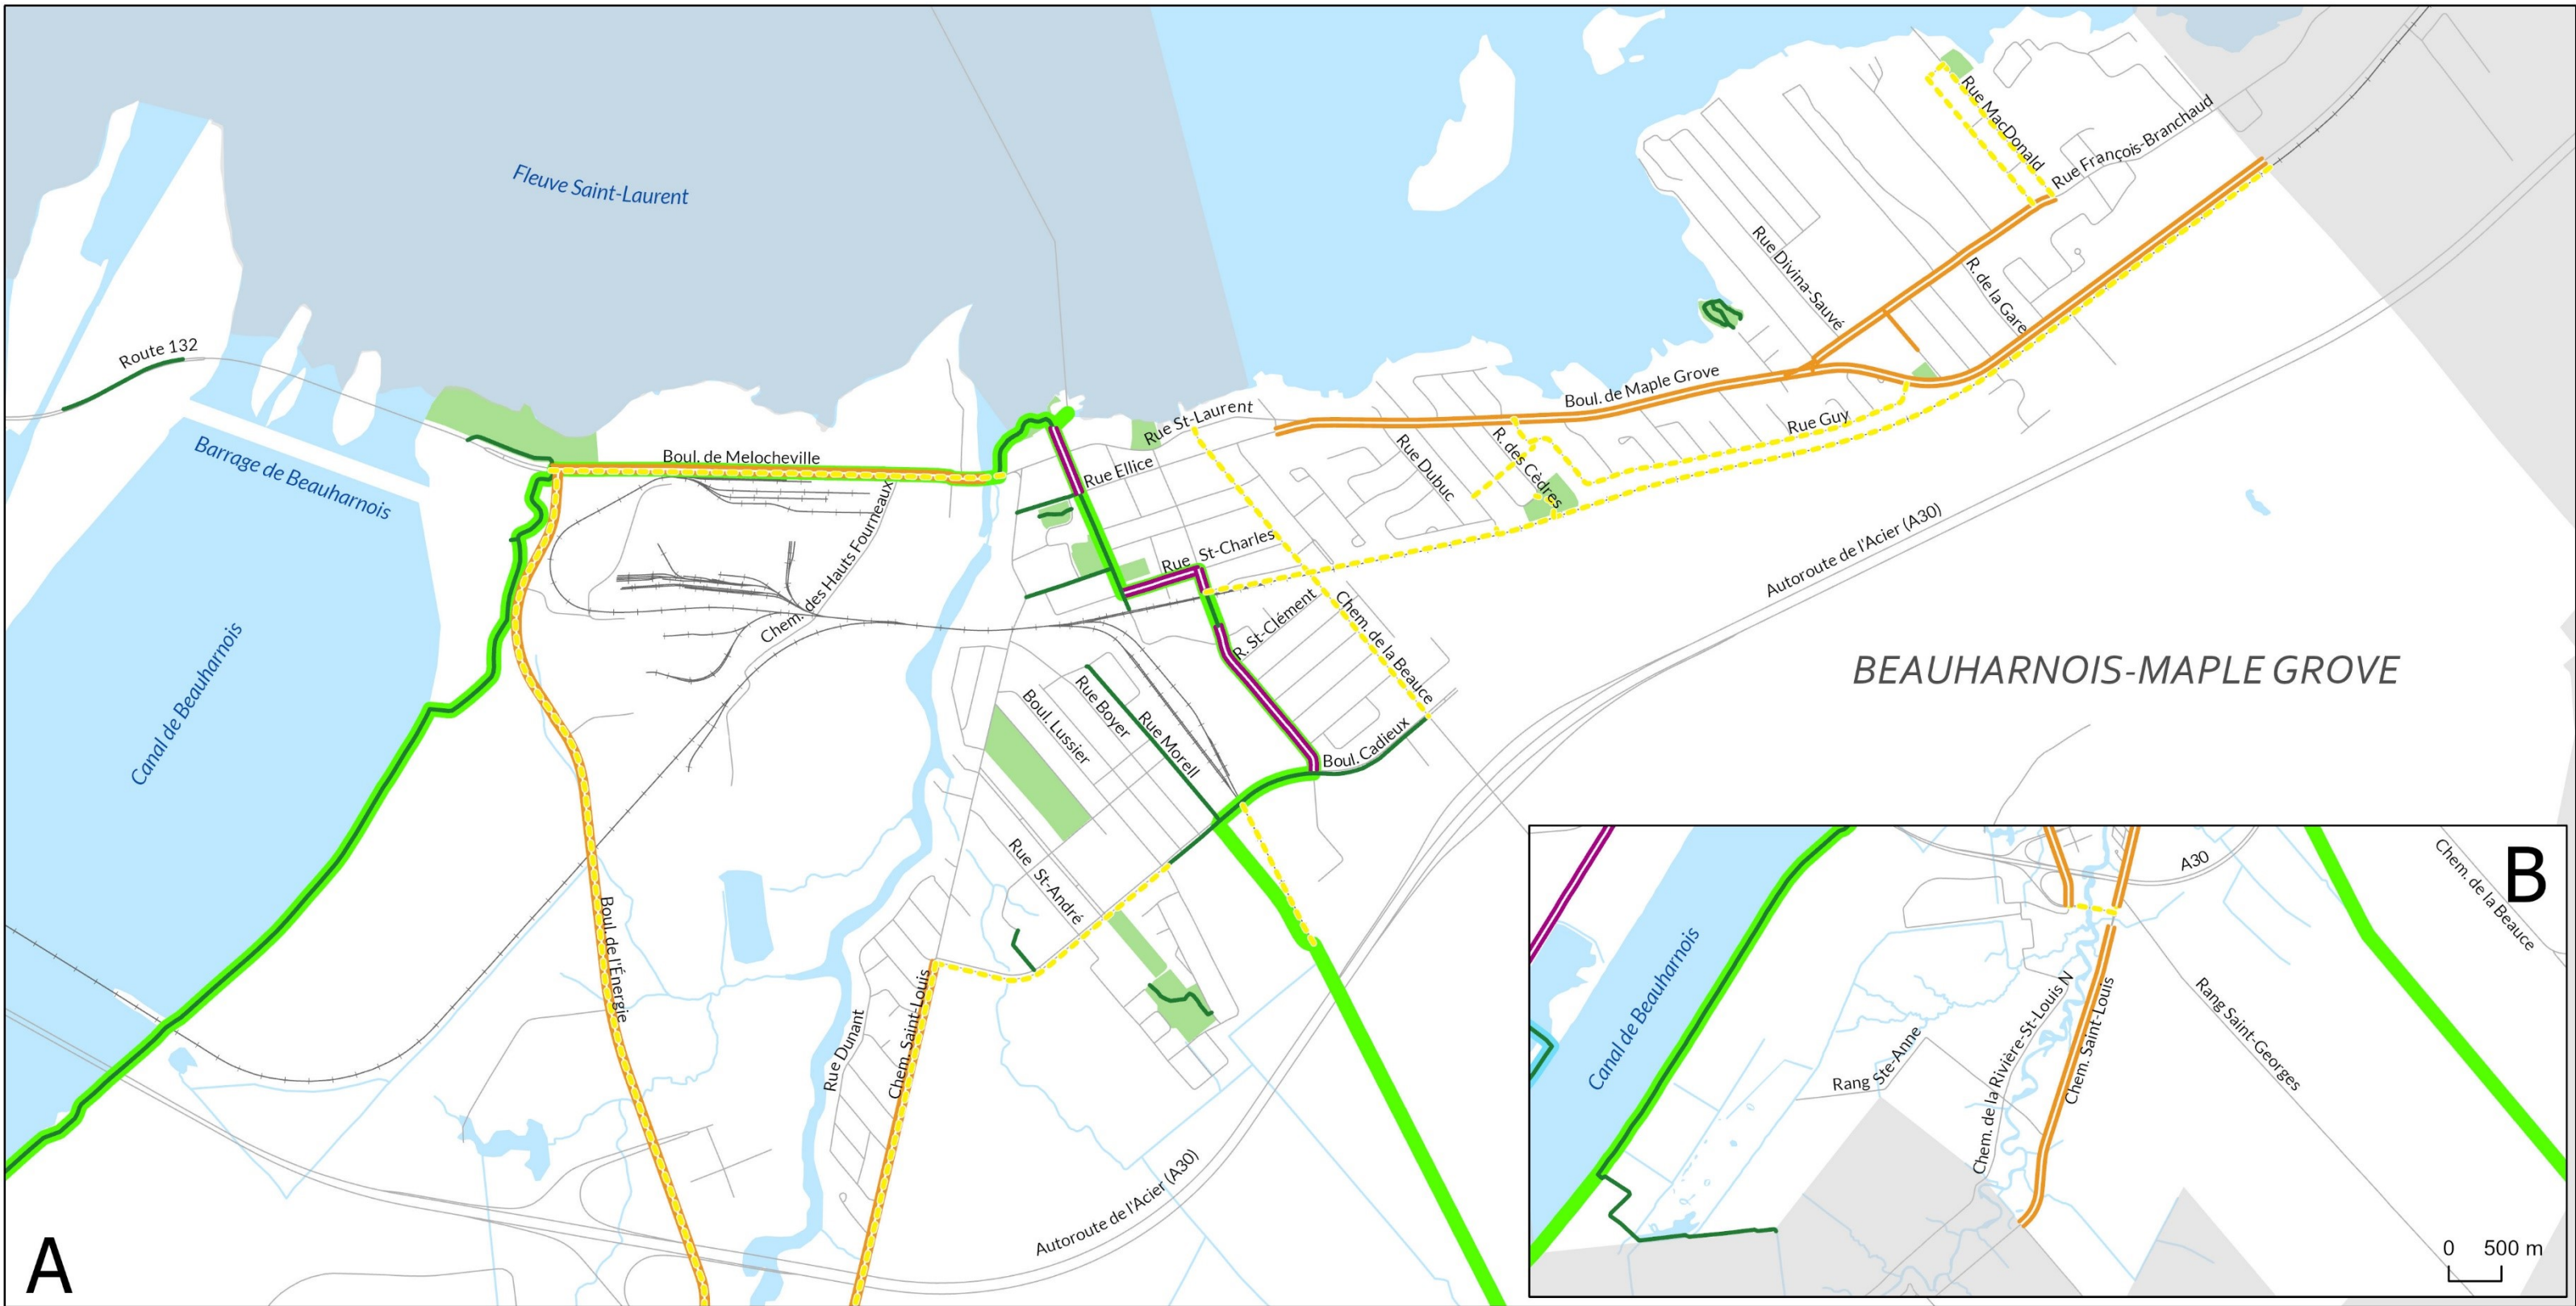 Fleuve Saint-Laurent
Rue MacDonald
Rue François-Branchaud
Rue Divina-Sauvé
R. de la Gare
Route 132
Boul. de Maple Grove
Rue St-Laurent
Rue Guy
Barrage de Beauharnois
Boul. de Melocheville
Rue Ellice
Rue Dubuc
R. des Cèdres
Chem. des Hauts Fourneaux
Rue St-Charles
Autoroute de l'Acier (A30)
R. St-Clément
Chem. de la Beauce
Canal de Beauharnois
BEAUHARNOIS-MAPLE GROVE
Boul. Lussier
Rue Boyer
Rue Morell
Boul. Cadieux
Rue St-André
Boul. de l'Énergie
Rue Dunant
Chem. Saint-Louis
Autoroute de l'Acier (A30)
A
B
A30
Chem. de la Beauce
Canal de Beauharnois
Chem. de la Rivière-St-Louis N
Chem. Saint-Louis
Rang Saint-Georges
Rang Ste-Anne
0 500 m